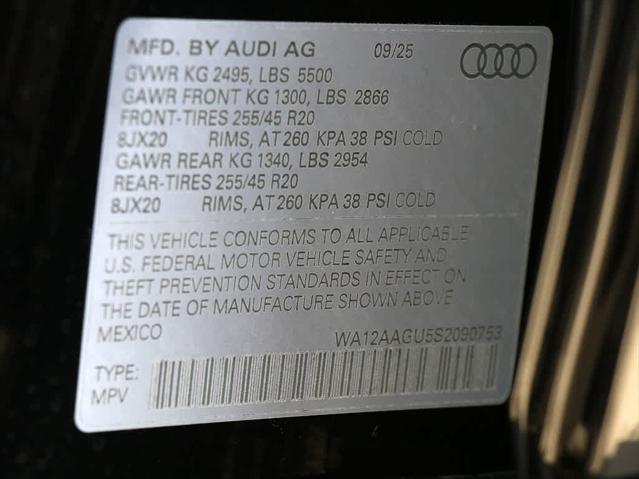 MFD. BY AUDI AG 09/25
GVWR KG 2495, LBS 5500
GAWR FRONT KG 1300, LBS 2866
FRONT-TIRES 255/45 R20
8JX20 RIMS, AT 260 KPA 38 PSI COLD
GAWR REAR KG 1340, LBS 2954
REAR-TIRES 255/45 R20
8JX20 RIMS, AT 260 KPA 38 PSI COLD
THIS VEHICLE CONFORMS TO ALL APPLICABLE
U.S. FEDERAL MOTOR VEHICLE SAFETY AND
THEFT PREVENTION STANDARDS IN EFFECT ON
THE DATE OF MANUFACTURE SHOWN ABOVE
MEXICO WA12AAGU5S2090753
TYPE:
MPV